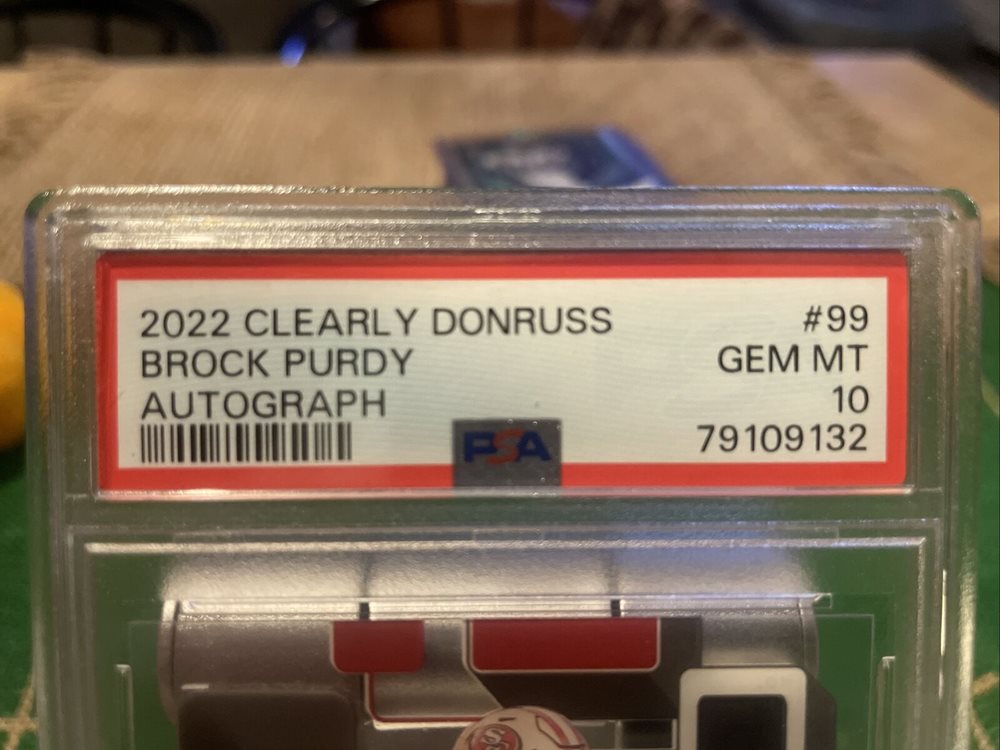 2022 CLEARLY DONRUSS #99
BROCK PURDY GEM MT
AUTOGRAPH 10
PSA 79109132